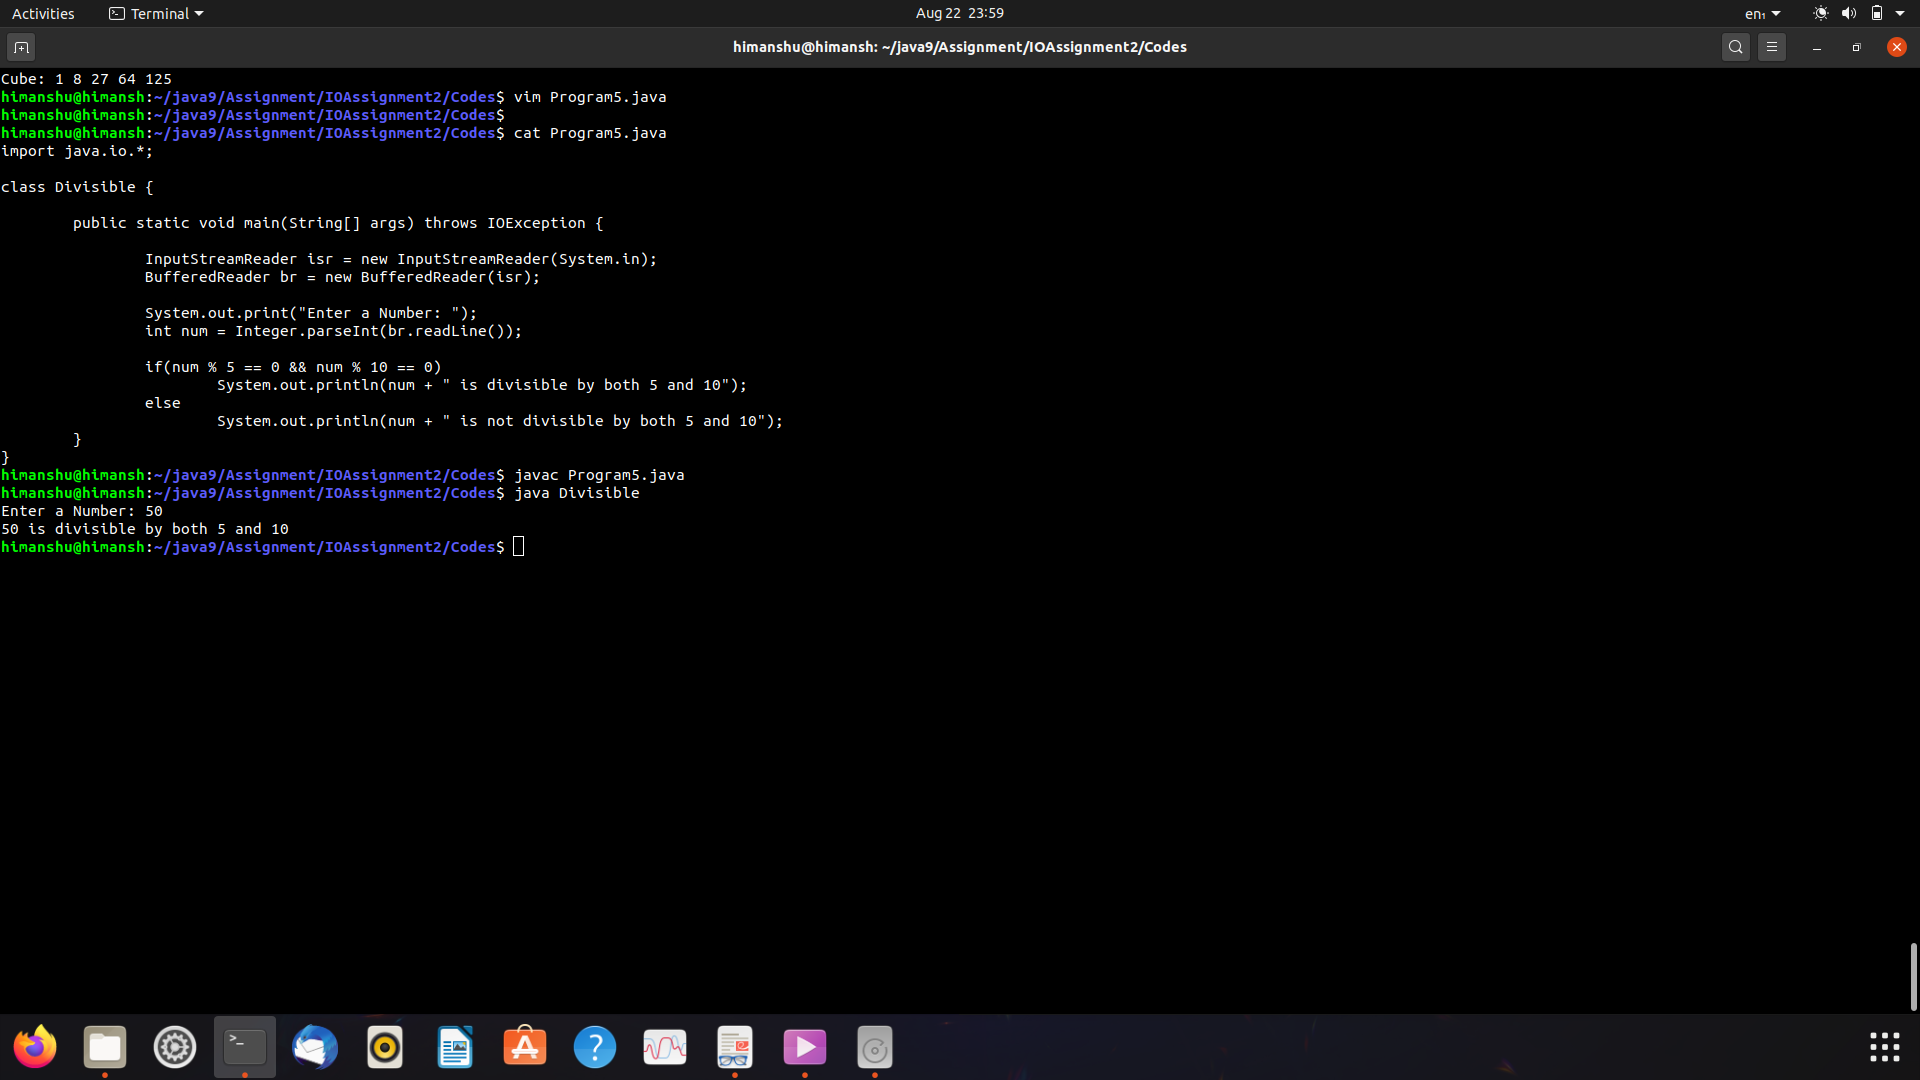 Activities
Terminal
Aug 22 23:59
en₁
himanshu@himansh: ~/java9/Assignment/IOAssignment2/Codes
Cube: 1 8 27 64 125
himanshu@himansh:~/java9/Assignment/IOAssignment2/Codes$ vim Program5.java
himanshu@himansh:~/java9/Assignment/IOAssignment2/Codes$
himanshu@himansh:~/java9/Assignment/IOAssignment2/Codes$ cat Program5.java
import java.io.*;
class Divisible {
public static void main(String[] args) throws IOException {
InputStreamReader isr = new InputStreamReader(System.in);
BufferedReader br = new BufferedReader(isr);
System.out.print("Enter a Number: ");
int num = Integer.parseInt(br.readLine());
if(num % 5 == 0 && num % 10 == 0)
System.out.println(num + " is divisible by both 5 and 10");
else
System.out.println(num + " is not divisible by both 5 and 10");
}
}
himanshu@himansh:~/java9/Assignment/IOAssignment2/Codes$ javac Program5.java
himanshu@himansh:~/java9/Assignment/IOAssignment2/Codes$ java Divisible
Enter a Number: 50
50 is divisible by both 5 and 10
himanshu@himansh:~/java9/Assignment/IOAssignment2/Codes$